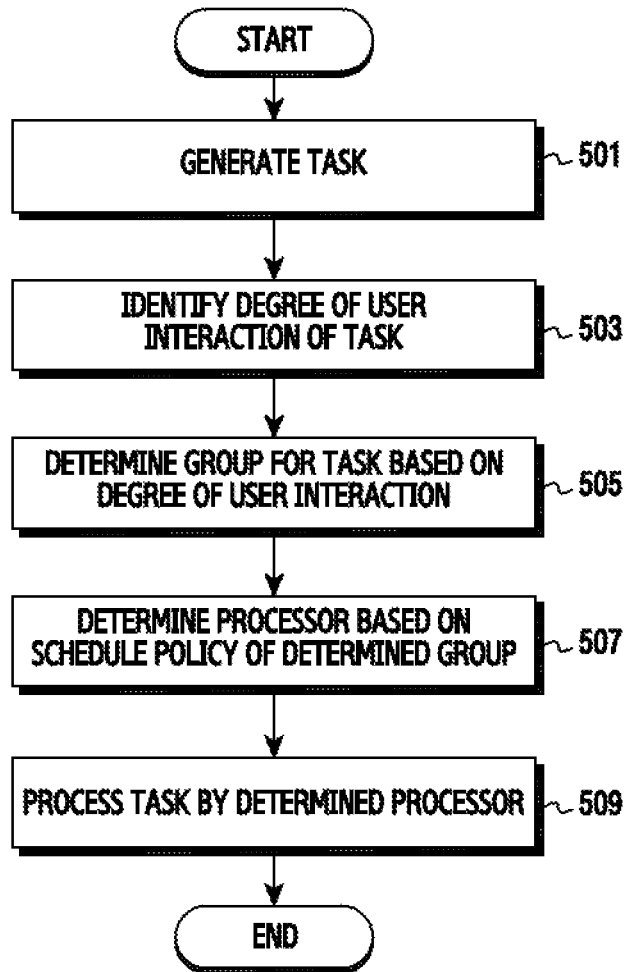 START
GENERATE TASK
501
IDENTIFY DEGREE OF USER
INTERACTION OF TASK
503
DETERMINE GROUP FOR TASK BASED ON
DEGREE OF USER INTERACTION
505
DETERMINE PROCESSOR BASED ON
SCHEDULE POLICY OF DETERMINED GROUP
507
PROCESS TASK BY DETERMINED PROCESSOR
509
END